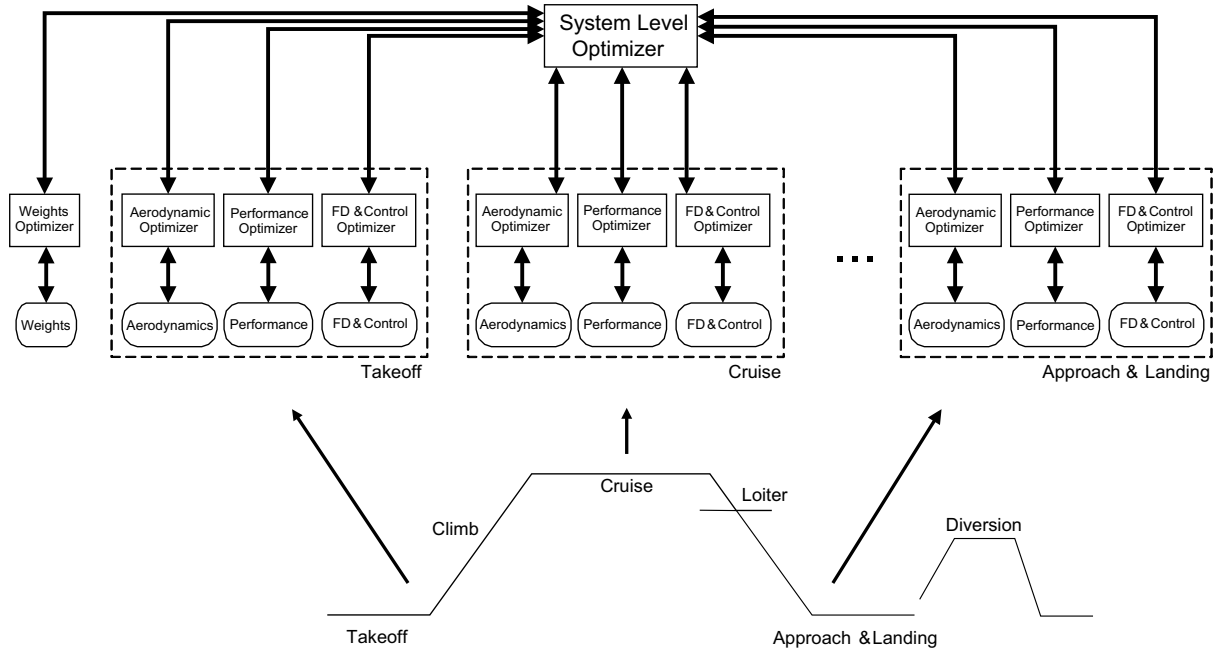 System Level
Optimizer
Weights
Optimizer
Aerodynamic
Optimizer
Performance
Optimizer
FD & Control
Optimizer
Aerodynamic
Optimizer
Performance
Optimizer
FD & Control
Optimizer
Aerodynamic
Optimizer
Performance
Optimizer
FD & Control
Optimizer
...
Weights
Aerodynamics
Performance
FD & Control
Aerodynamics
Performance
FD & Control
Aerodynamics
Performance
FD & Control
Takeoff
Cruise
Approach & Landing
Cruise
Loiter
Climb
Diversion
Takeoff
Approach & Landing